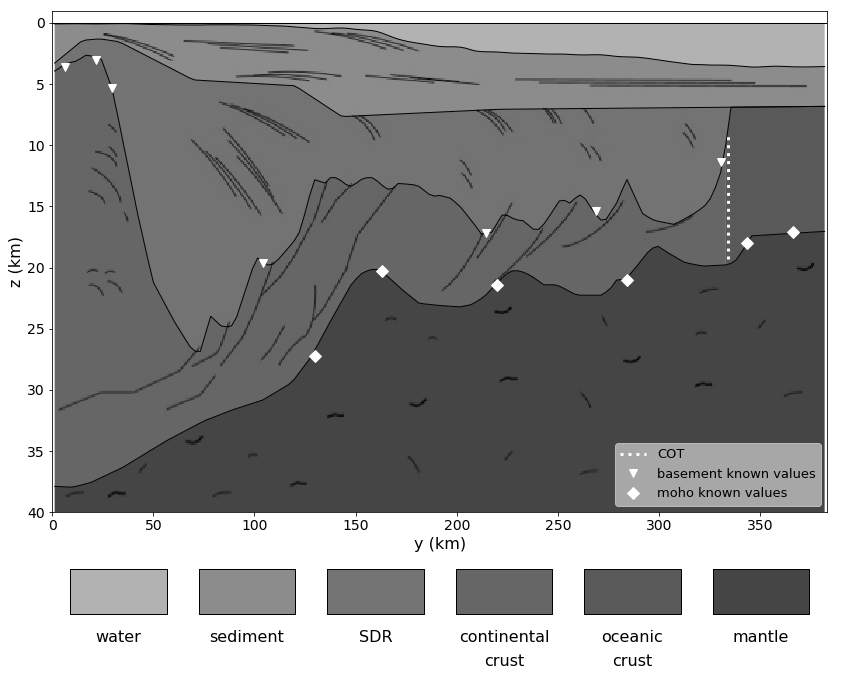 0
5
10
15
20
25
30
35
40
z (km)
COT
basement known values
moho known values
0 50 100 150 200 250 300 350
y (km)
water sediment SDR continental crust oceanic crust mantle